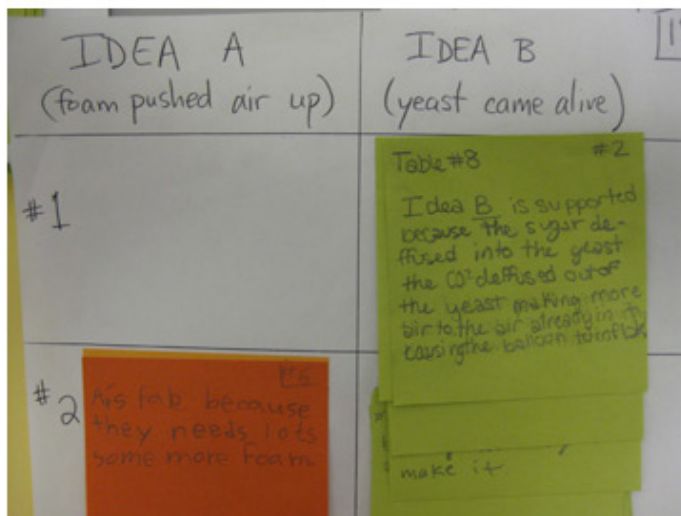 IDEA A
(foam pushed air up)
IDEA B
(yeast came alive)
#1
Table #8 #2
Idea B is supported
because the sugar de-
ffused into the yeast
the CO² deffused out of
the yeast making more
air to the air already in it
causing the balloon to inflate
#2
because
they needs lots
some more foam
make it